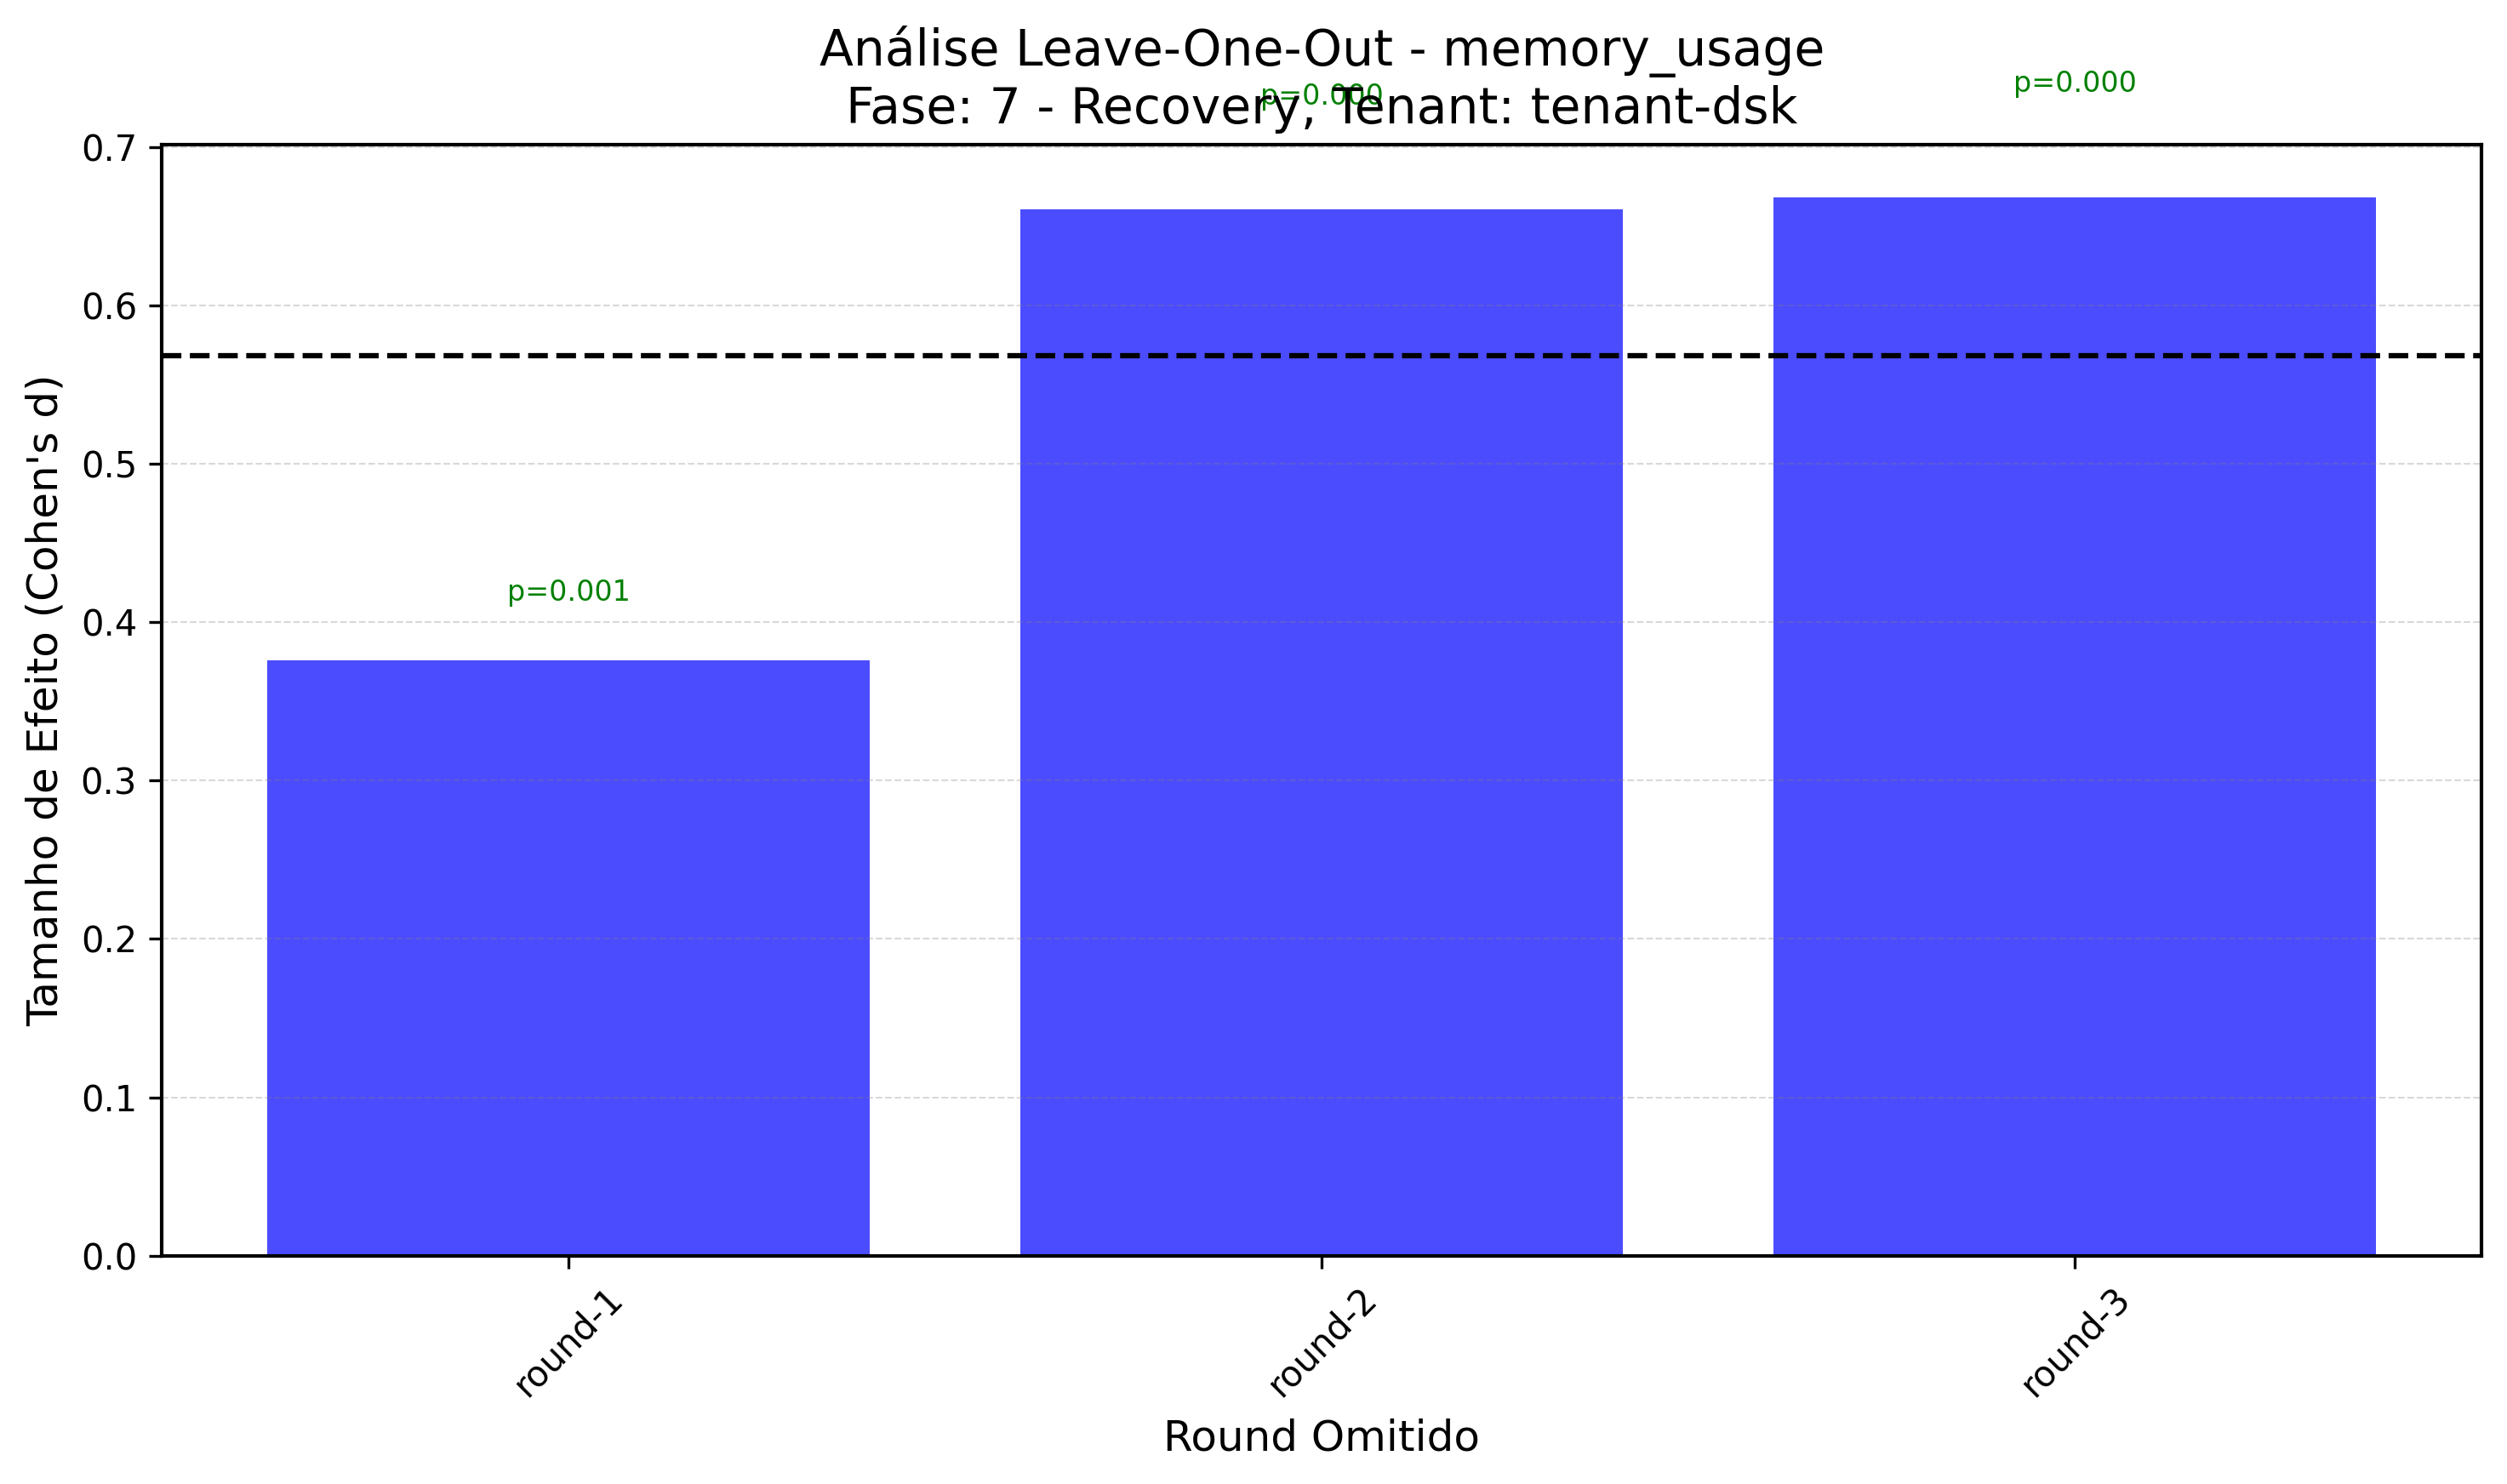 Análise Leave-One-Out - memory_usage
Fase: 7 - Recovery, Tenant: tenant-dsk
p=0.000
p=0.000
p=0.001
Tamanho de Efeito (Cohen's d)
0.7
0.6
0.5
0.4
0.3
0.2
0.1
0.0
round-1
round-2
round-3
Round Omitido